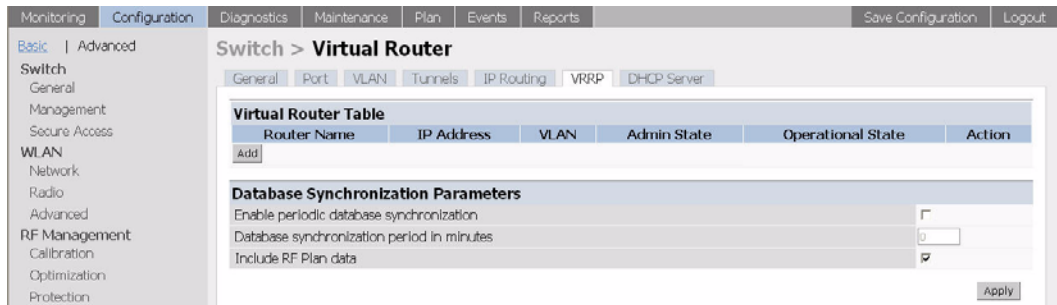 Monitoring Configuration Diagnostics Maintenance Plan Events Reports Save Configuration Logout
Basic | Advanced
Switch
General
Management
Secure Access
WLAN
Network
Radio
Advanced
RF Management
Calibration
Optimization
Protection
Switch > Virtual Router
General Port VLAN Tunnels IP Routing VRRP DHCP Server
Virtual Router Table
Router Name IP Address VLAN Admin State Operational State Action
Add
Database Synchronization Parameters
Enable periodic database synchronization
Database synchronization period in minutes 0
Include RF Plan data
Apply